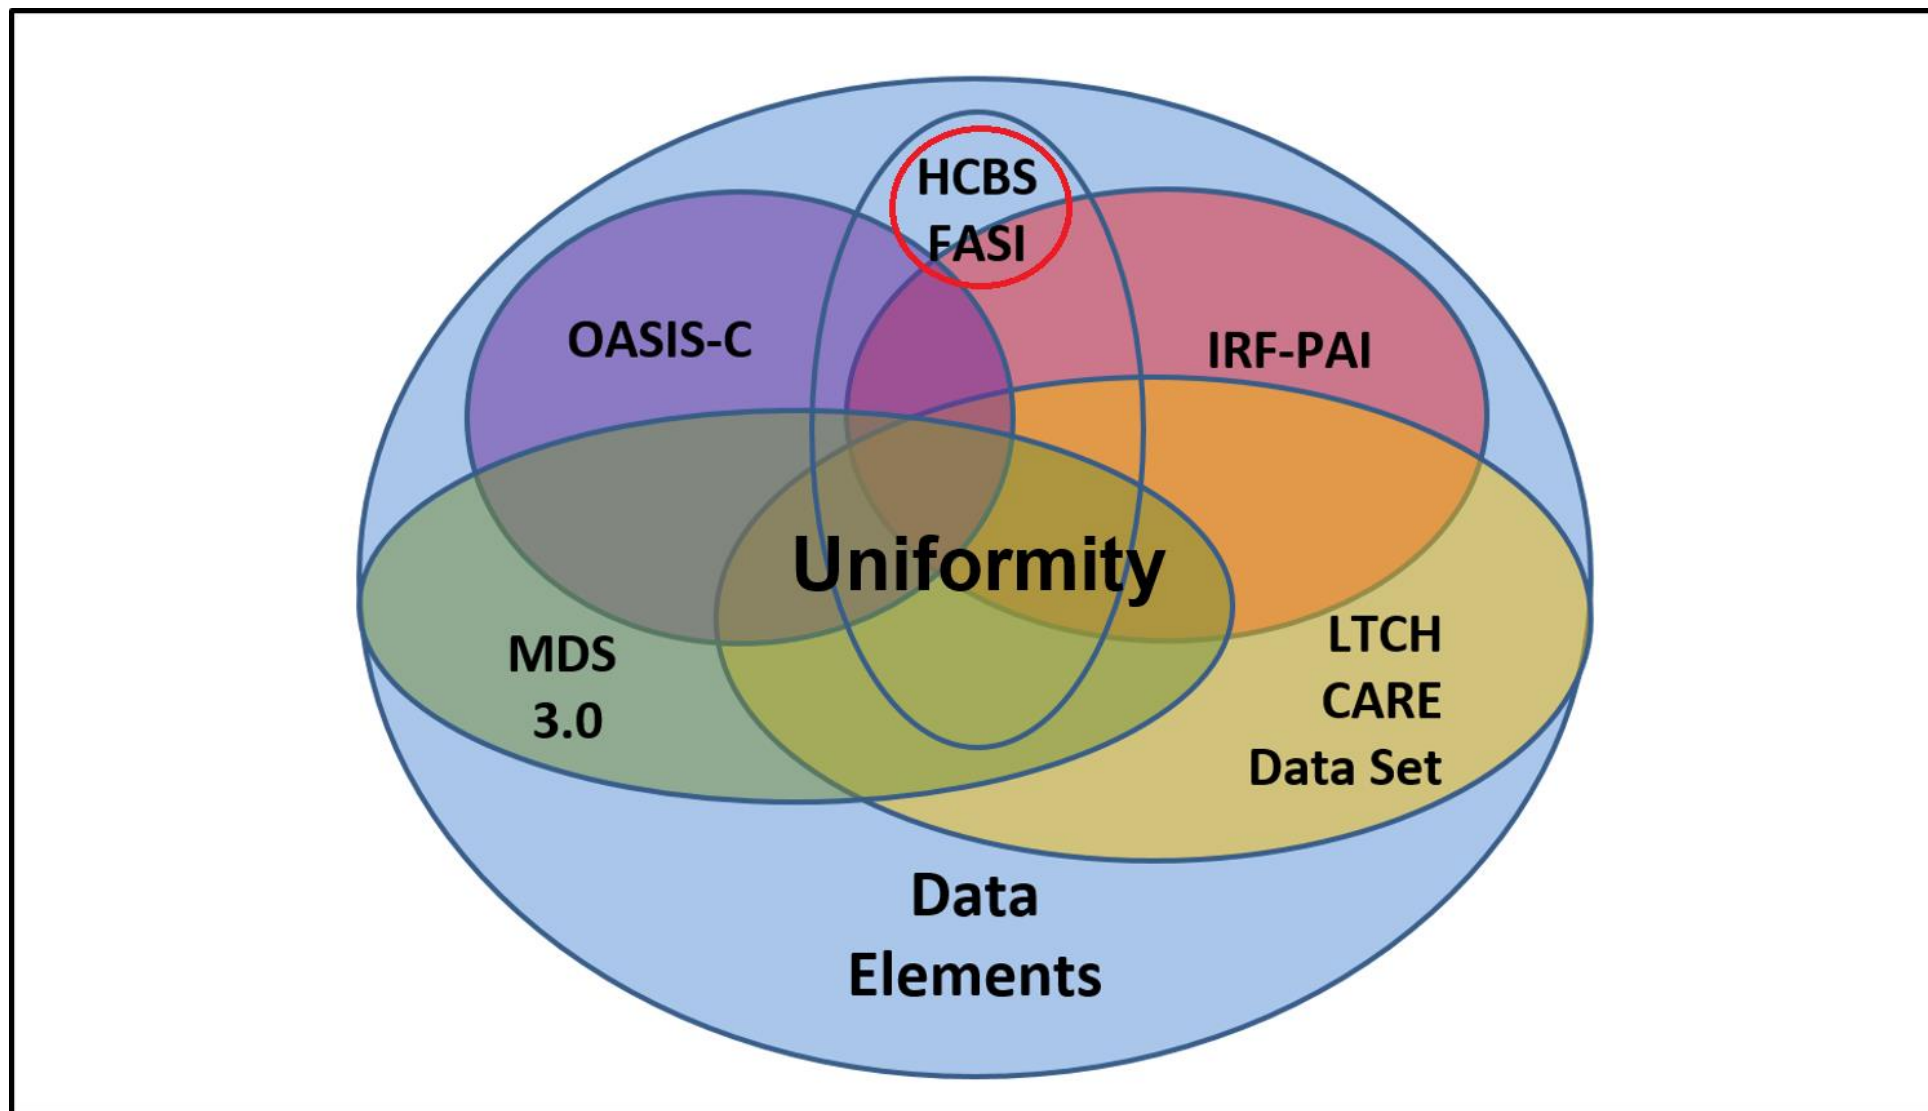 HCBS
FASI
OASIS-C
IRF-PAI
Uniformity
MDS
3.0
LTCH
CARE
Data Set
Data
Elements